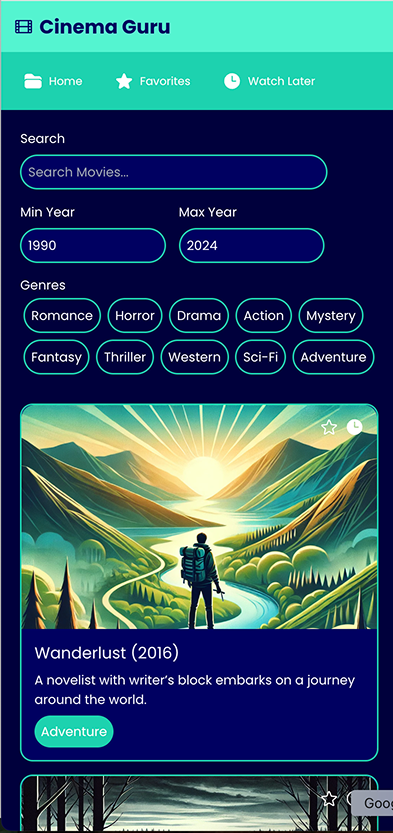 Cinema Guru
Home Favorites Watch Later
Search
Search Movies...
Min Year Max Year
1990 2024
Genres
Romance Horror Drama Action Mystery
Fantasy Thriller Western Sci-Fi Adventure
Wanderlust (2016)
A novelist with writer's block embarks on a journey
around the world.
Adventure